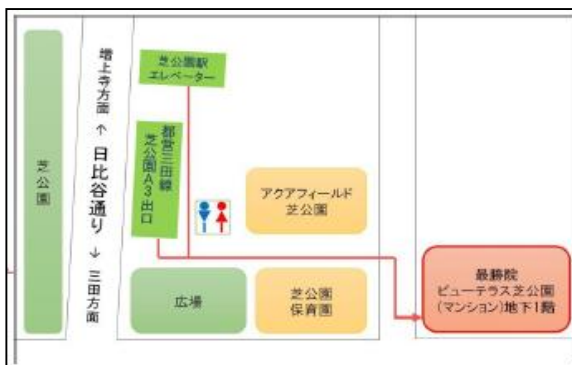 芝公園
増上寺方面
↑
日比谷通り
↓
三田方面
芝公園駅
エレベーター
都営三田線
芝公園A3出口
アクアフィールド
芝公園
広場
芝公園
保育園
最勝院
ビューテラス芝公園
(マンション)地下1階